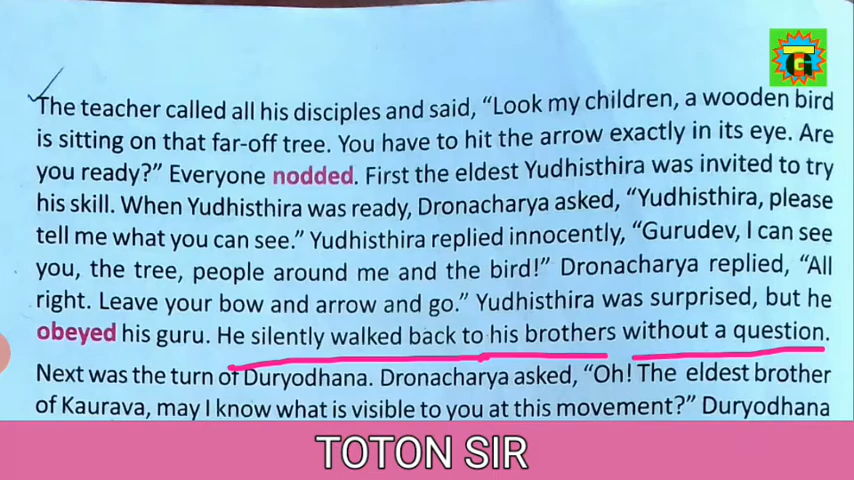 The teacher called all his disciples and said, “Look my children, a wooden bird
is sitting on that far-off tree. You have to hit the arrow exactly in its eye. Are
you ready?” Everyone nodded. First the eldest Yudhisthira was invited to try
his skill. When Yudhisthira was ready, Dronacharya asked, “Yudhisthira, please
tell me what you can see.” Yudhisthira replied innocently, “Gurudev, I can see
you, the tree, people around me and the bird!” Dronacharya replied, “All
right. Leave your bow and arrow and go.” Yudhisthira was surprised, but he
obeyed his guru. He silently walked back to his brothers without a question.
Next was the turn of Duryodhana. Dronacharya asked, “Oh! The eldest brother
of Kaurava, may I know what is visible to you at this movement?” Duryodhana
TOTON SIR